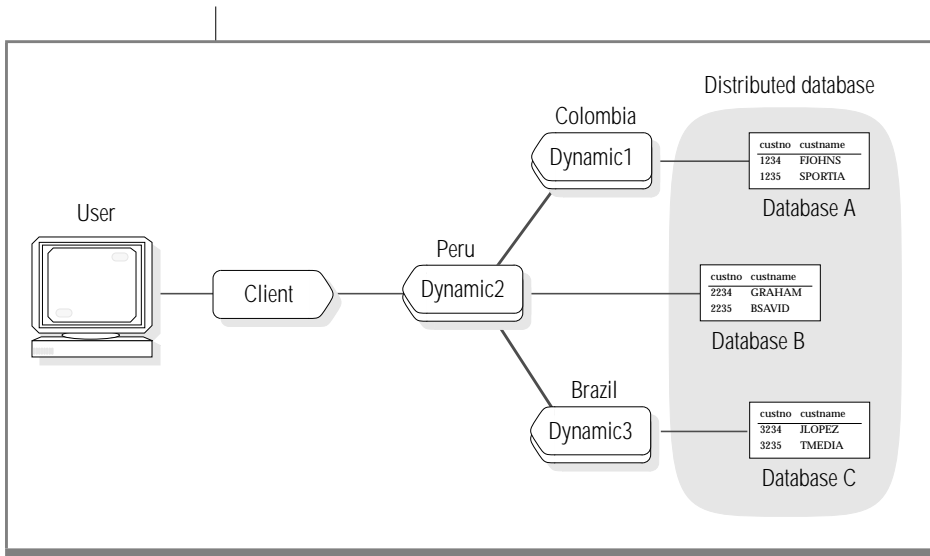 Distributed database
Colombia
Dynamic1
custno custname
1234 FJOHNS
1235 SPORTIA
Database A
User
Client
Peru
Dynamic2
custno custname
2234 GRAHAM
2235 BSAVID
Database B
Brazil
Dynamic3
custno custname
3234 JLOPEZ
3235 TMEDIA
Database C